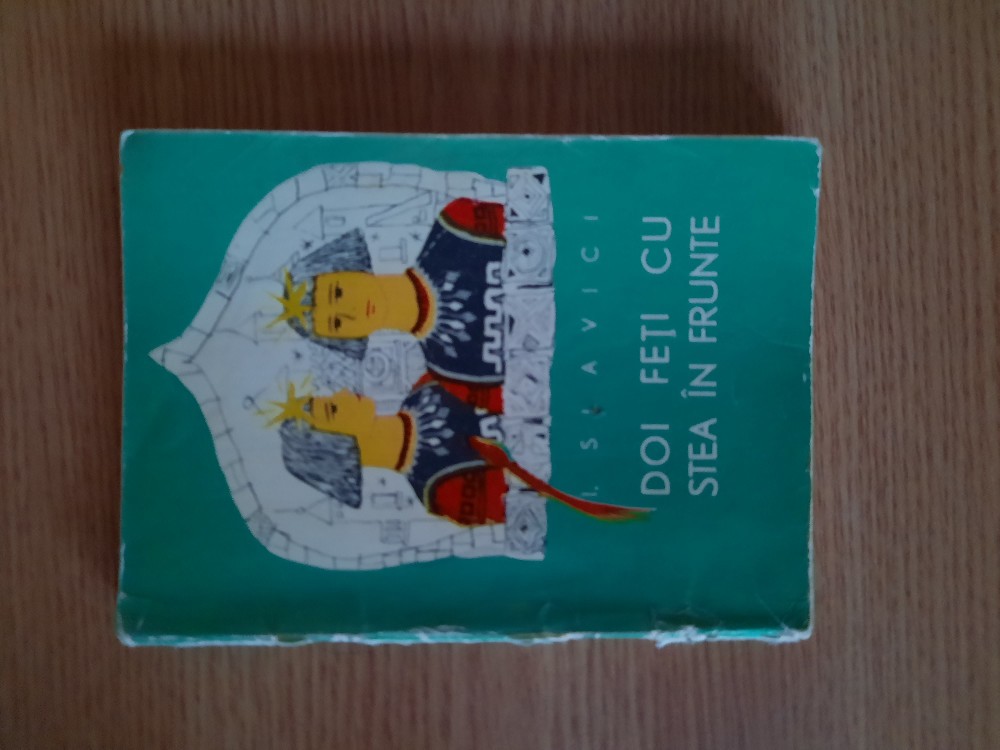 I. SLAVICI
DOI FEȚI CU
STEA ÎN FRUNTE